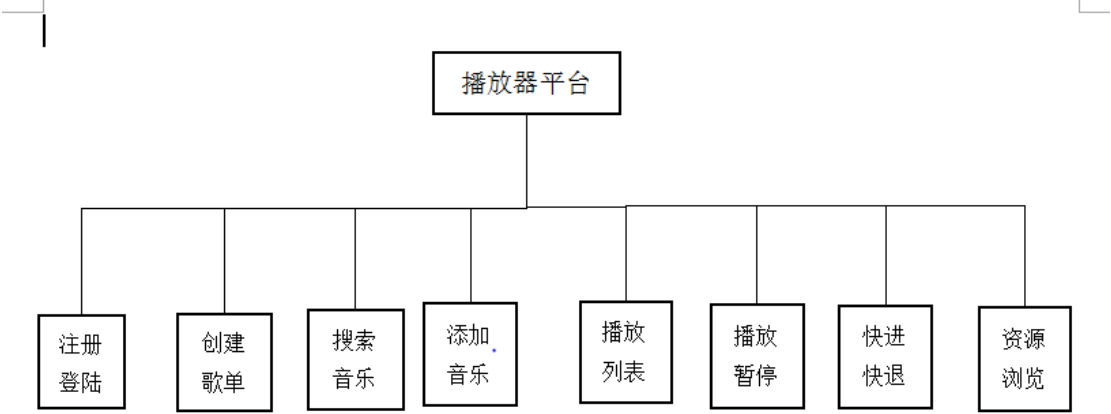 播放器平台
注册
登陆
创建
歌单
搜索
音乐
添加
音乐
播放
列表
播放
暂停
快进
快退
资源
浏览